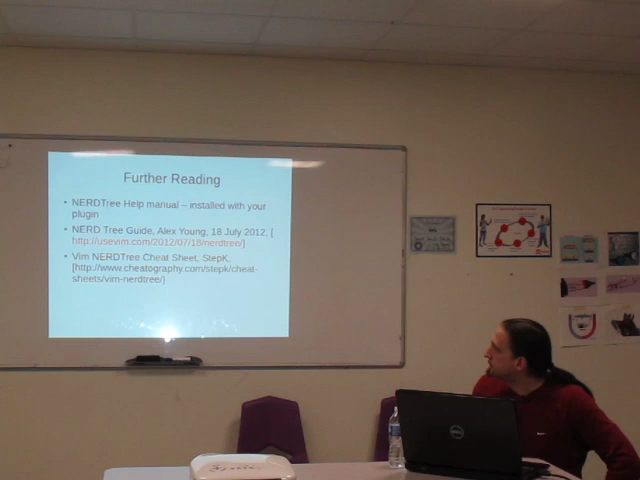 Further Reading
• NERDTree Help manual – installed with your
plugin
• NERD Tree Guide, Alex Young, 18 July 2012, [
http://usevim.com/2012/07/18/nerdtree/]
• Vim NERDTree Cheat Sheet, StepK,
[http://www.cheatography.com/stepk/cheat-
sheets/vim-nerdtree/]
DELL